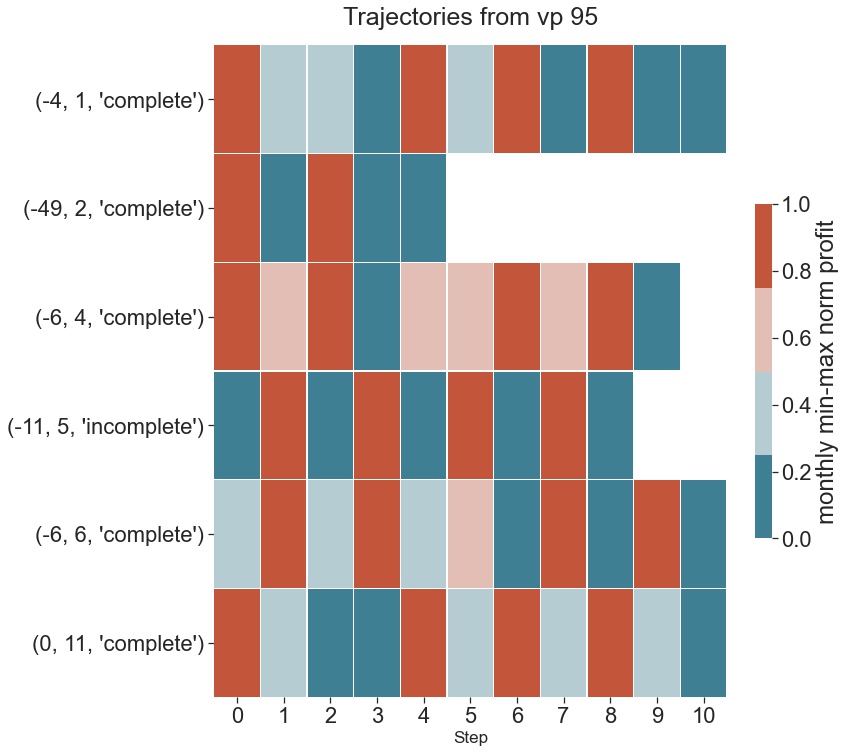 Trajectories from vp 95
(-4, 1, 'complete')
(-49, 2, 'complete')
(-6, 4, 'complete')
(-11, 5, 'incomplete')
(-6, 6, 'complete')
(0, 11, 'complete')
0 1 2 3 4 5 6 7 8 9 10
Step
1.0
0.8
0.6
0.4
0.2
0.0
monthly min-max norm profit